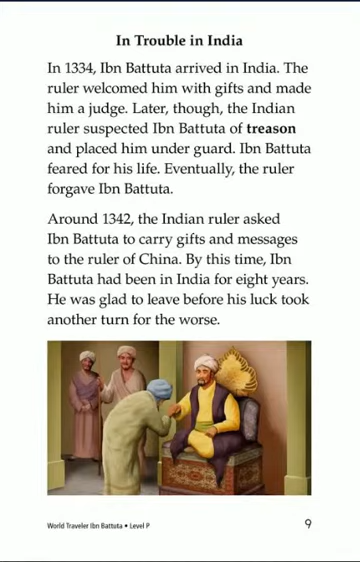 In Trouble in India
In 1334, Ibn Battuta arrived in India. The
ruler welcomed him with gifts and made
him a judge. Later, though, the Indian
ruler suspected Ibn Battuta of treason
and placed him under guard. Ibn Battuta
feared for his life. Eventually, the ruler
forgave Ibn Battuta.
Around 1342, the Indian ruler asked
Ibn Battuta to carry gifts and messages
to the ruler of China. By this time, Ibn
Battuta had been in India for eight years.
He was glad to leave before his luck took
another turn for the worse.
World Traveler Ibn Battuta • Level P
9